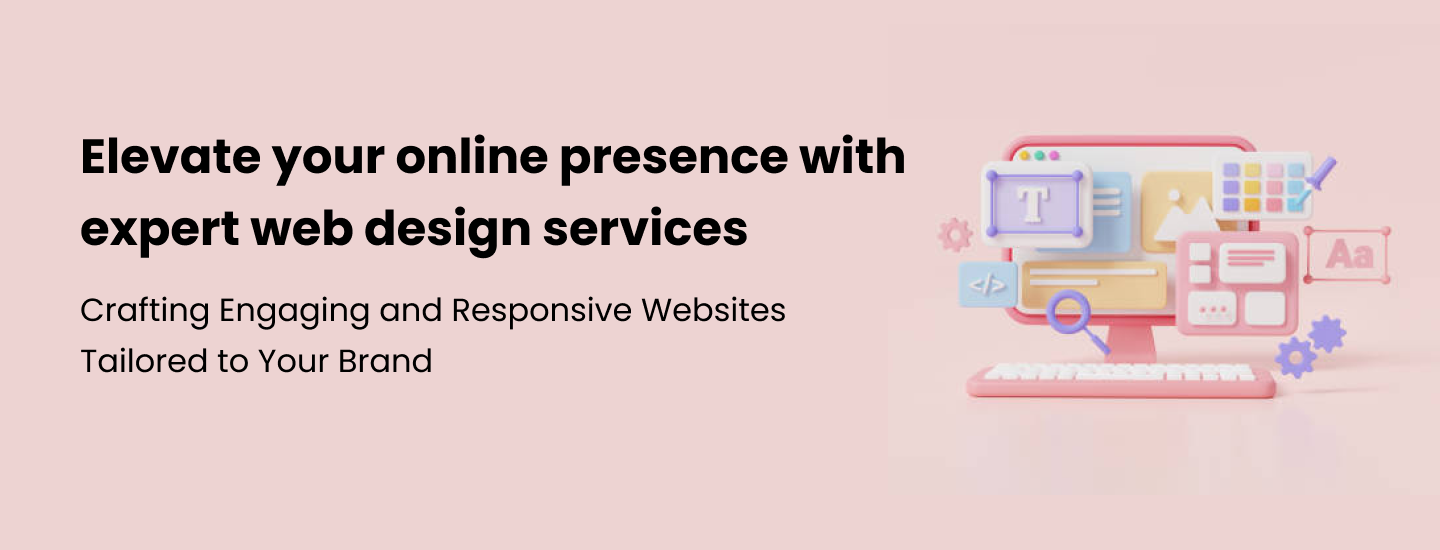 Elevate your online presence with
expert web design services
Crafting Engaging and Responsive Websites
Tailored to Your Brand
T
</>
Aa